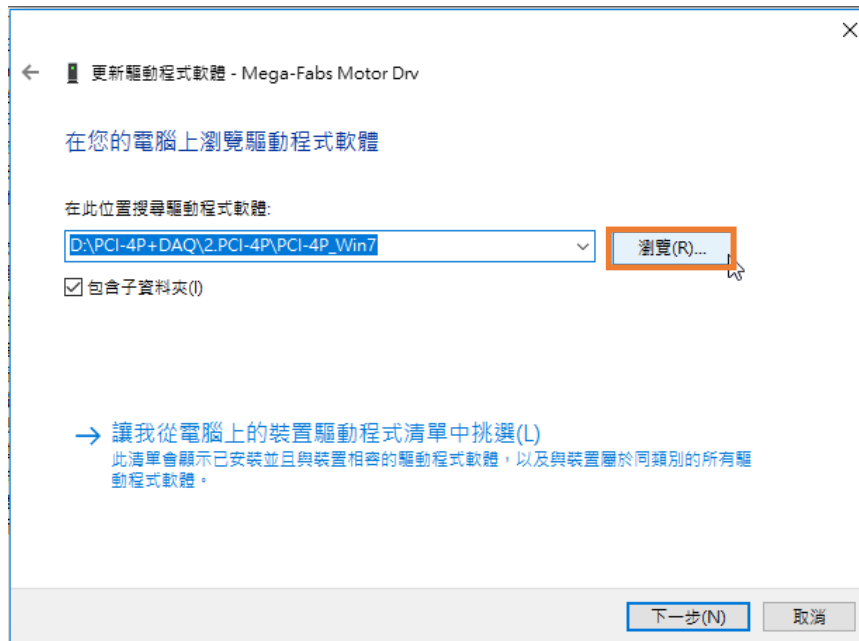 更新驅動程式軟體 - Mega-Fabs Motor Drv
在您的電腦上瀏覽驅動程式軟體
在此位置搜尋驅動程式軟體:
D:\PCI-4P+DAQ\2.PCI-4P\PCI-4P_Win7
瀏覽(R)...
包含子資料夾(I)
讓我從電腦上的裝置驅動程式清單中挑選(L)
此清單會顯示已安裝並且與裝置相容的驅動程式軟體，以及與裝置屬於同類別的所有驅
動程式軟體。
下一步(N)
取消